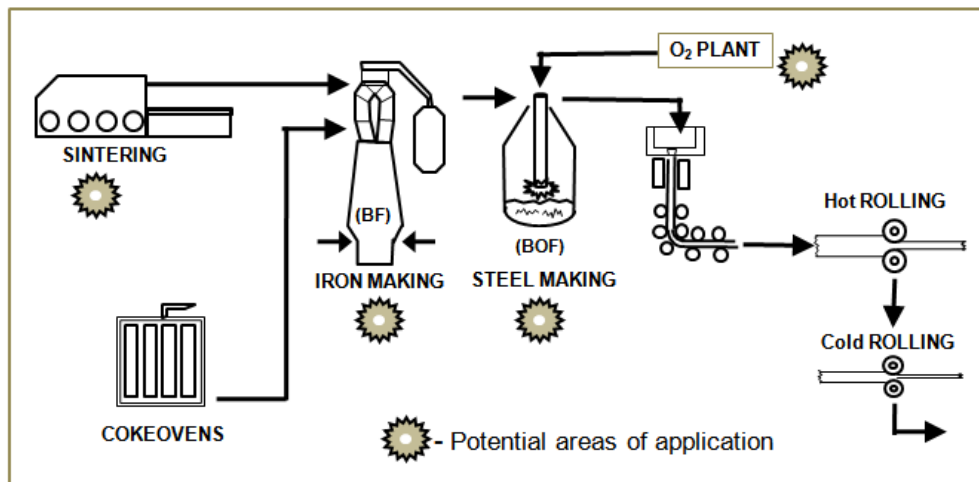 O₂ PLANT
SINTERING
(BF)
(BOF)
Hot ROLLING
IRON MAKING
STEEL MAKING
Cold ROLLING
COKEOVENS
- Potential areas of application